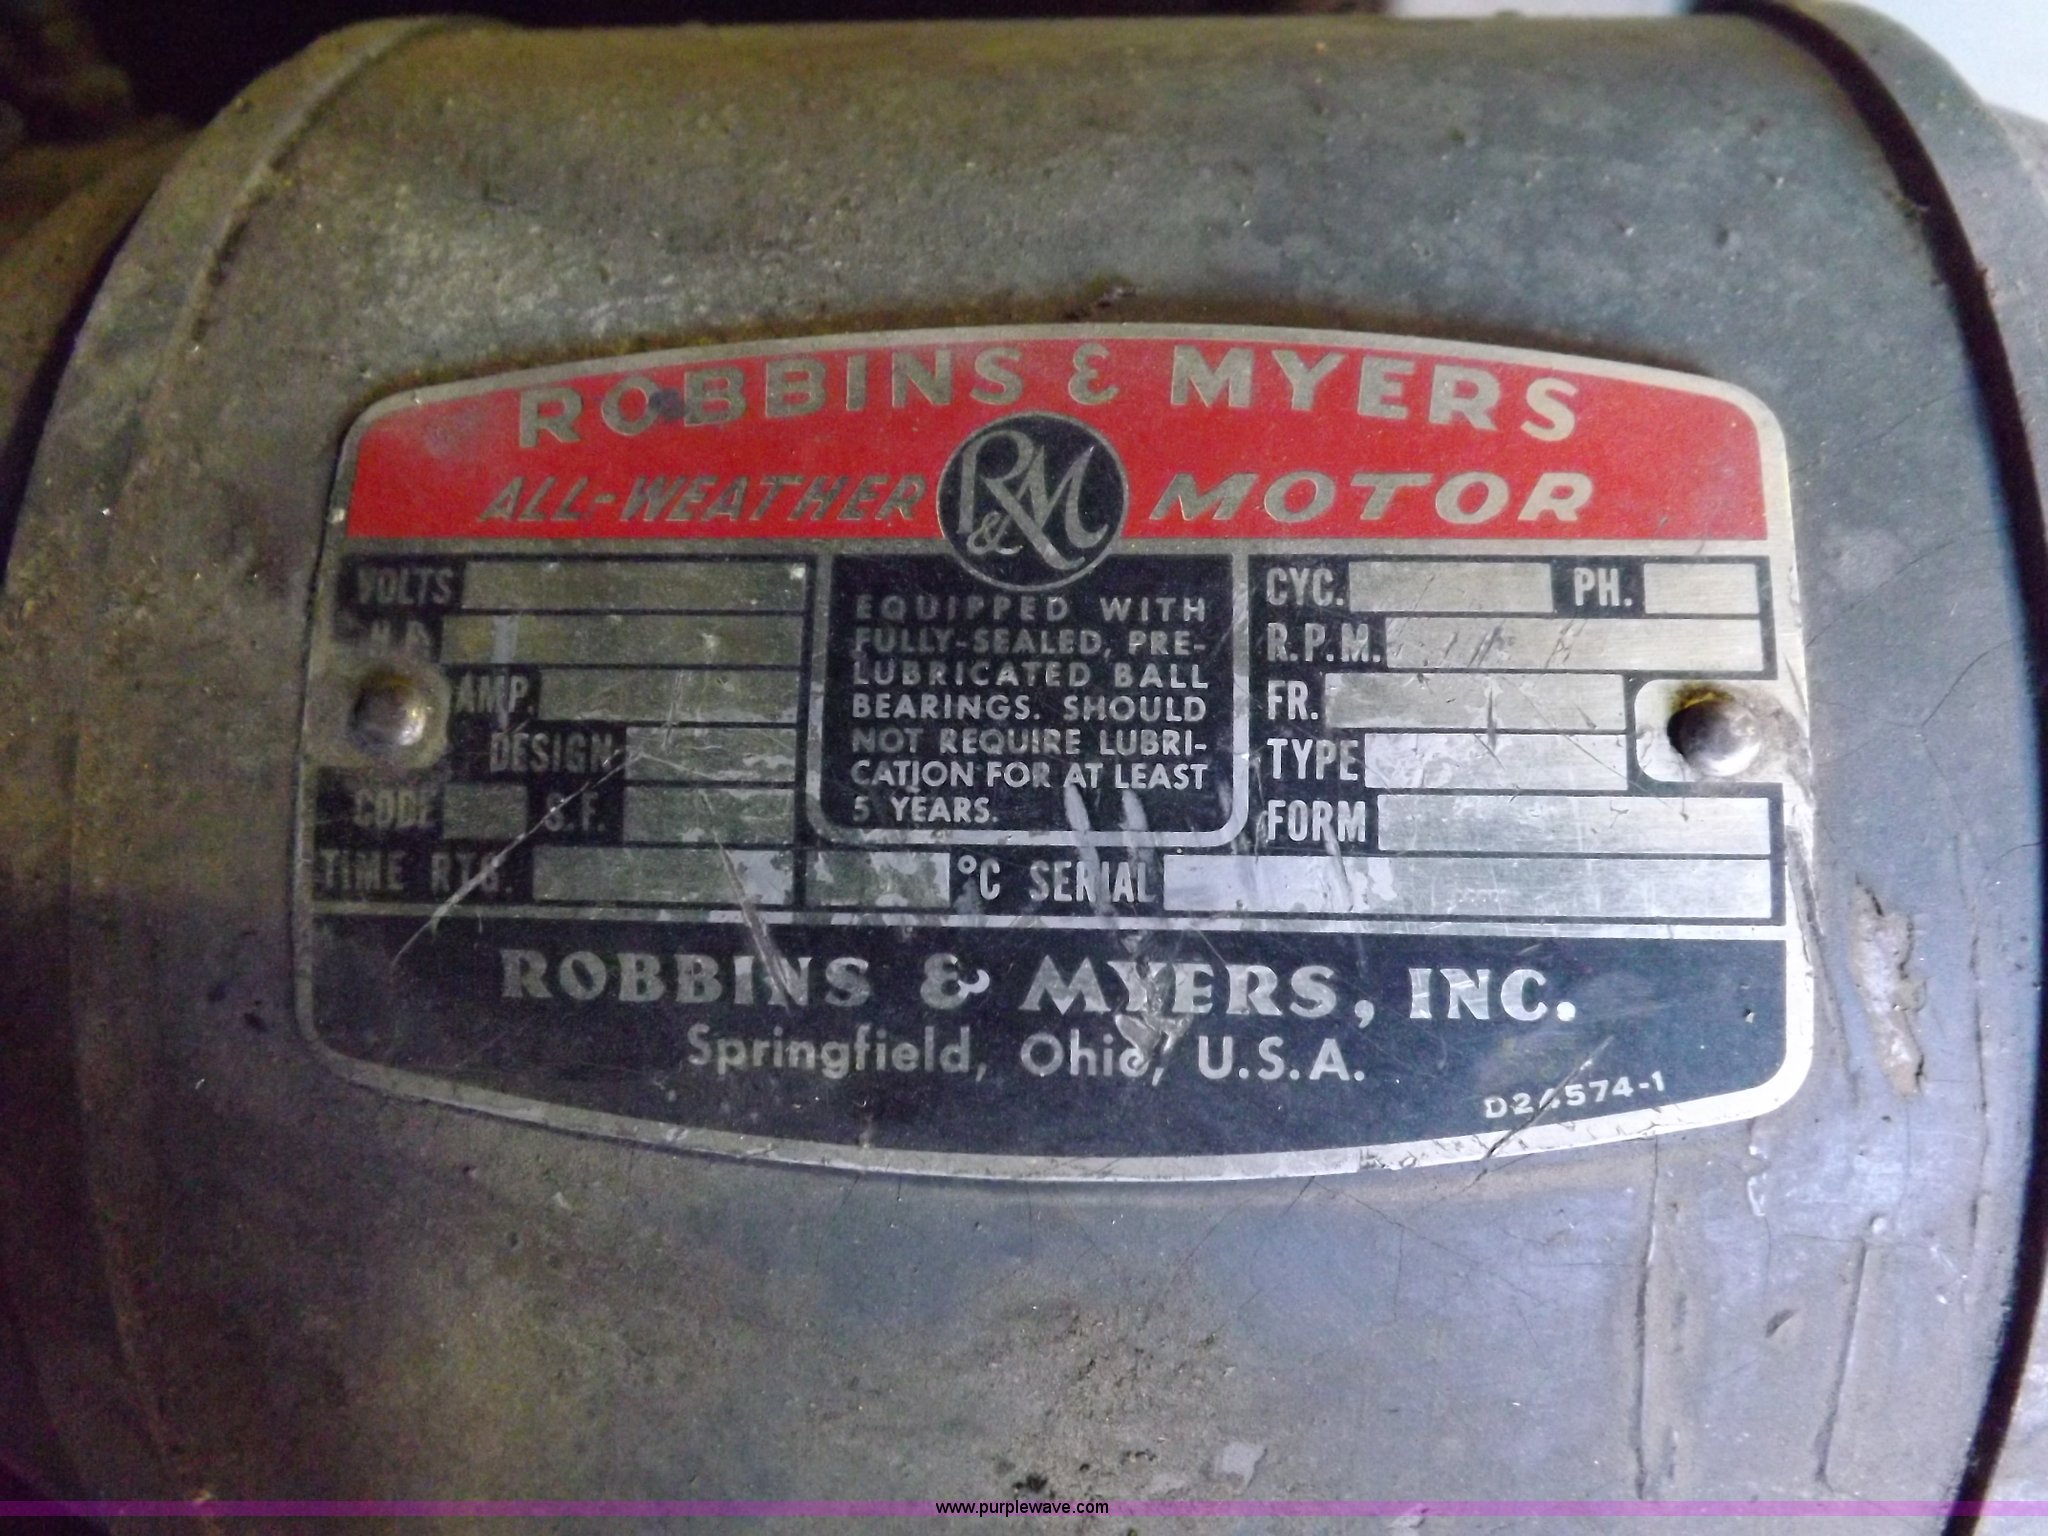 ROBBINS & MYERS
ALL-WEATHER R&M MOTOR
VOLTS
H.P.
AMP.
DESIGN
CODE S.F.
TIME RTG. °C SERIAL
EQUIPPED WITH
FULLY-SEALED, PRE-
LUBRICATED BALL
BEARINGS. SHOULD
NOT REQUIRE LUBRI-
CATION FOR AT LEAST
5 YEARS.
CYC. PH.
R.P.M.
FR.
TYPE
FORM
ROBBINS & MYERS, INC.
Springfield, Ohio, U.S.A.
www.purplewave.com